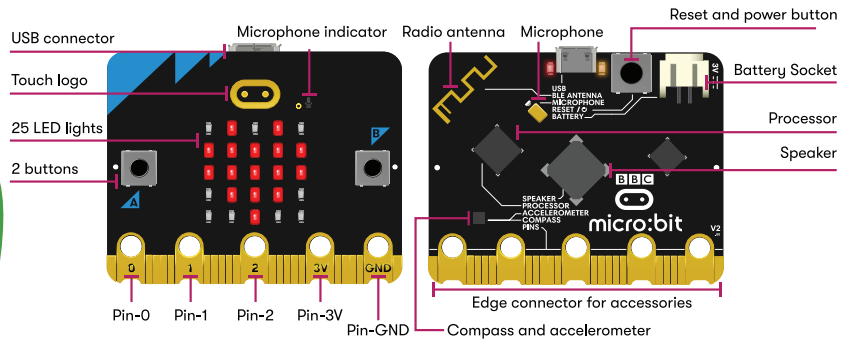 USB connector
Microphone indicator
Radio antenna
Microphone
Reset and power button
Touch logo
Battery Socket
25 LED lights
Processor
2 buttons
Speaker
A
B
0
1
2
3V
GND
Pin-0
Pin-1
Pin-2
Pin-3V
Pin-GND
3V
USB
BLE ANTENNA
MICROPHONE
RESET /
BATTERY
SPEAKER
PROCESSOR
ACCELEROMETER
COMPASS
PINS
BBC
micro:bit
V2
Edge connector for accessories
Compass and accelerometer